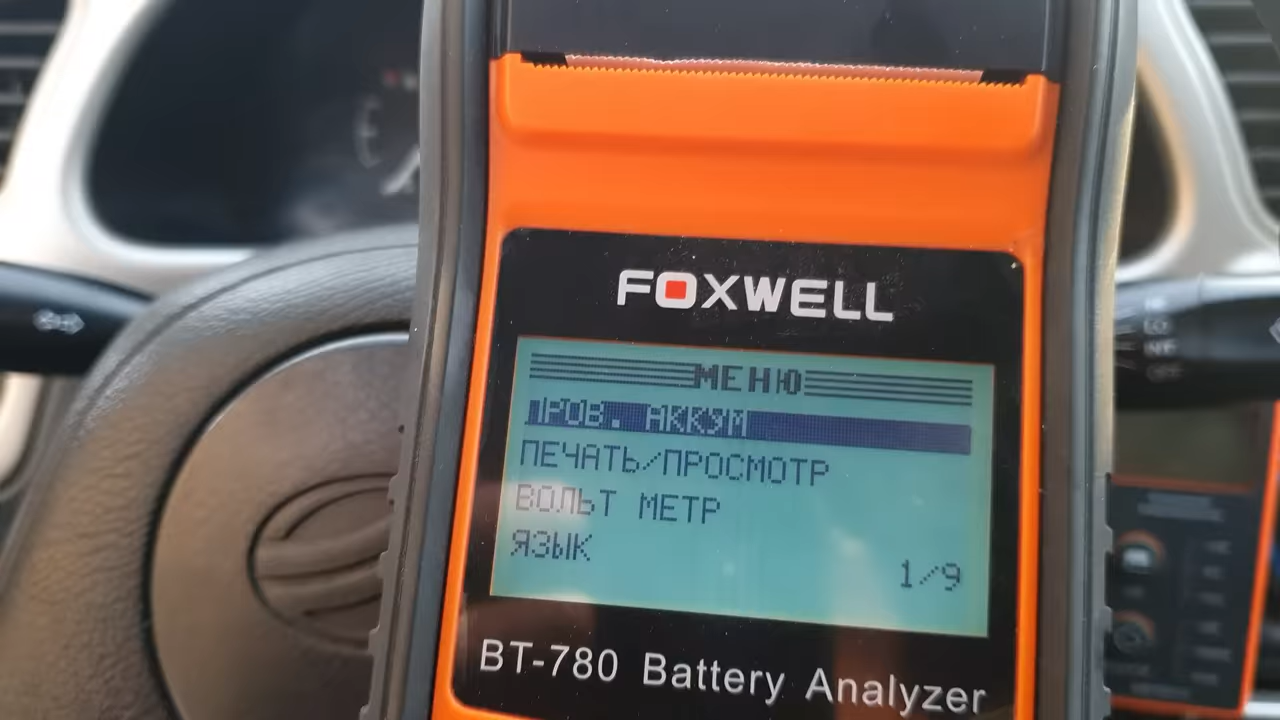 FOXWELL
МЕНЮ
ПРОВ. АККУМ
ПЕЧАТЬ/ПРОСМОТР
ВОЛЬТ МЕТР
ЯЗЫК
1/9
BT-780 Battery Analyzer